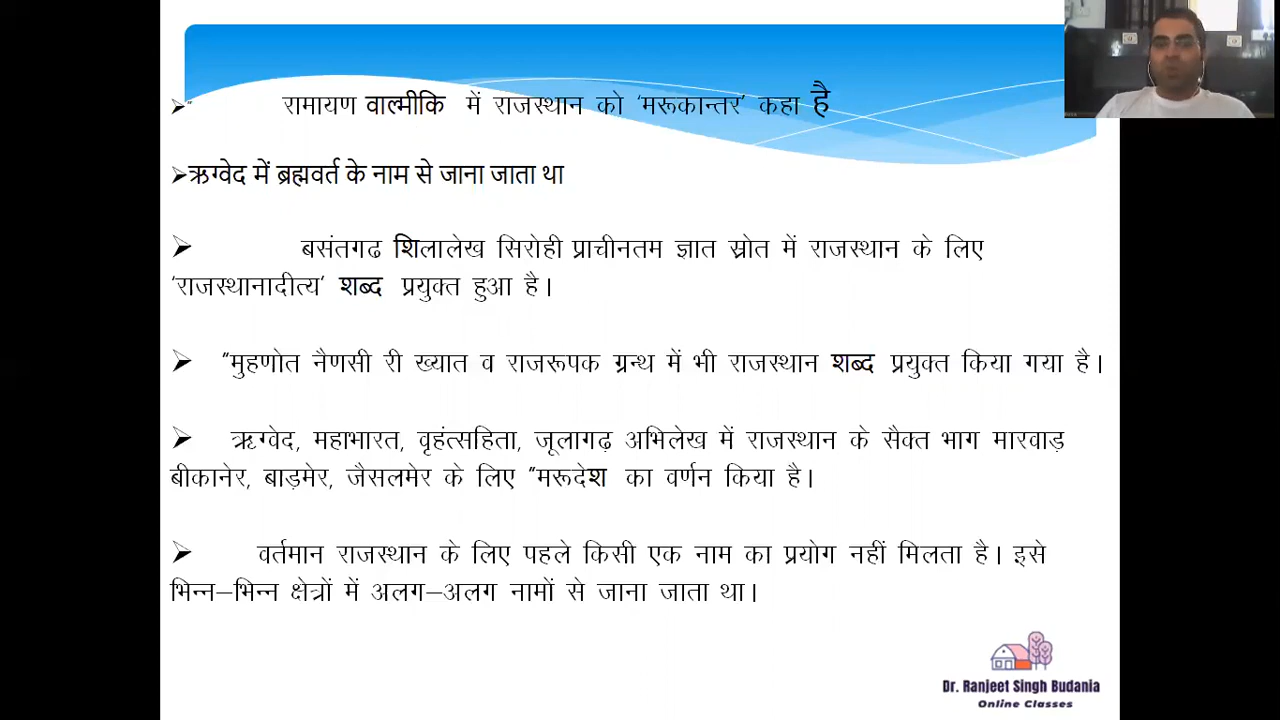 रामायण वाल्मीकि में राजस्थान को 'मरूकान्तर' कहा है
ऋग्वेद में ब्रह्मवर्त के नाम से जाना जाता था
बसंतगढ शिलालेख सिरोही प्राचीनतम ज्ञात स्रोत में राजस्थान के लिए
'राजस्थानादीत्य' शब्द प्रयुक्त हुआ है।
"मुहणोत नैणसी री ख्यात व राजरूपक ग्रन्थ में भी राजस्थान शब्द प्रयुक्त किया गया है।
ऋग्वेद, महाभारत, वृहंत्सहिता, जूलागढ़ अभिलेख में राजस्थान के सैक्त भाग मारवाड़
बीकानेर, बाड़मेर, जैसलमेर के लिए "मरूदेश का वर्णन किया है।
वर्तमान राजस्थान के लिए पहले किसी एक नाम का प्रयोग नहीं मिलता है। इसे
भिन्न–भिन्न क्षेत्रों में अलग–अलग नामों से जाना जाता था।
Dr. Ranjeet Singh Budania
Online Classes